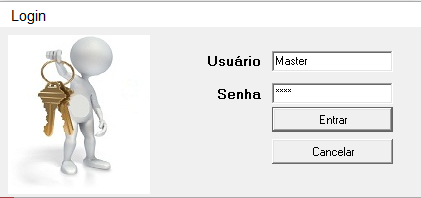 Login
Usuário Master
Senha ****
Entrar
Cancelar